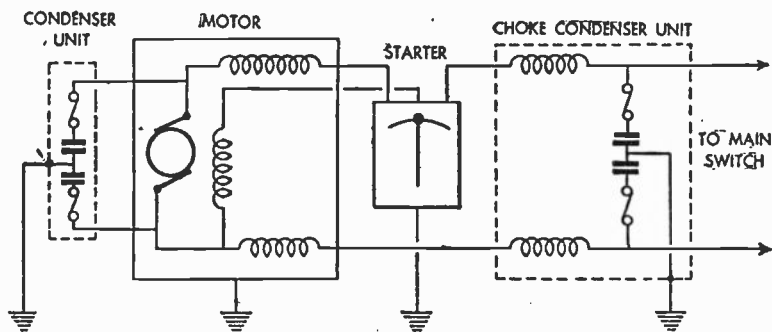 CONDENSER
UNIT
MOTOR
STARTER
CHOKE CONDENSER UNIT
TO MAIN
SWITCH